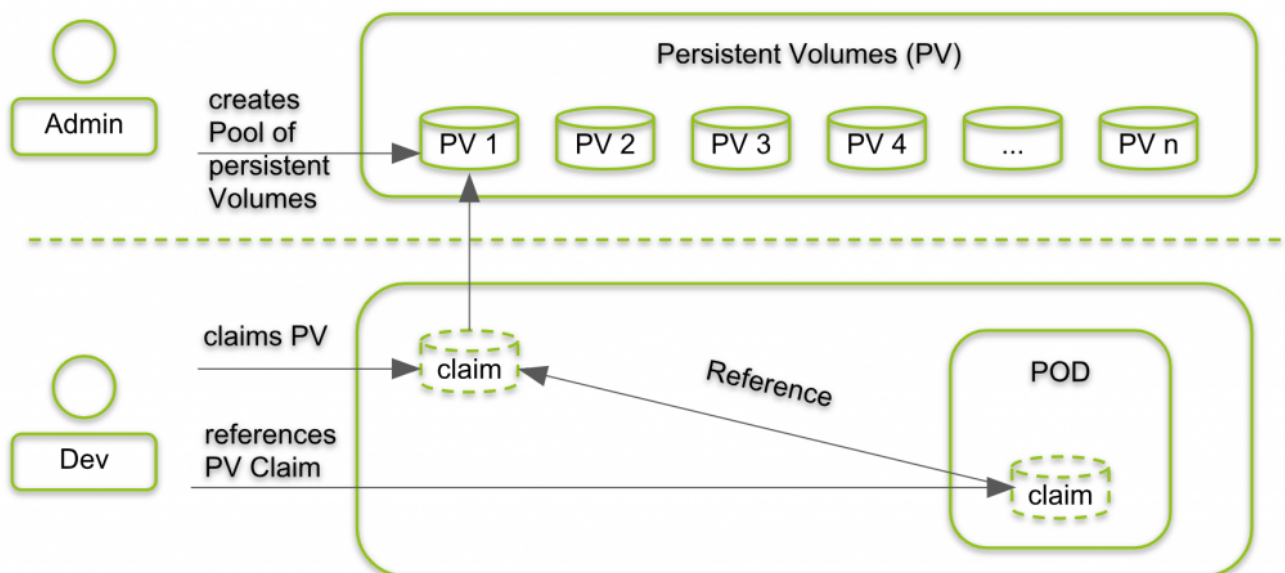 Persistent Volumes (PV)
Admin
creates
Pool of
persistent
Volumes
PV 1
PV 2
PV 3
PV 4
...
PV n
claims PV
claim
Reference
POD
Dev
references
PV Claim
claim